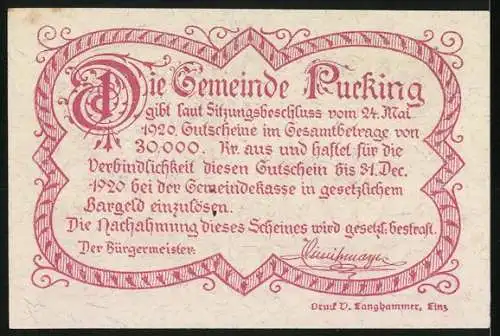 Die Gemeinde Pucking
gibt laut Sitzungsbeschluss vom 24. Mai
1920 Gutscheine im Gesamtbetrage von
30,000. Kr. aus und haftet für die
Verbindlichkeit diesen Gutschein bis 31. Dec.
1920 bei der Gemeindekasse in gesetzlichem
Bargeld einzulösen.
Die Nachahmung dieses Scheines wird gesetzl. bestraft.
Der Bürgermeister:
Druck V. Langhammer, Linz